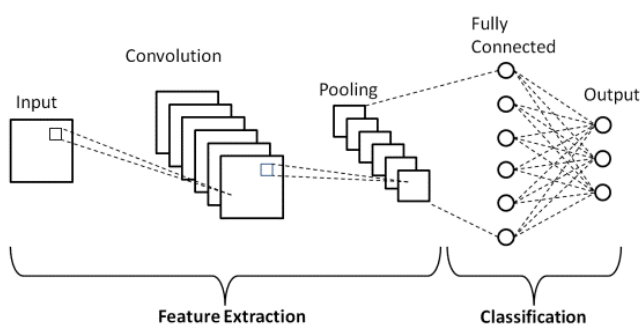 Input
Convolution
Pooling
Fully
Connected
Output
Feature Extraction
Classification